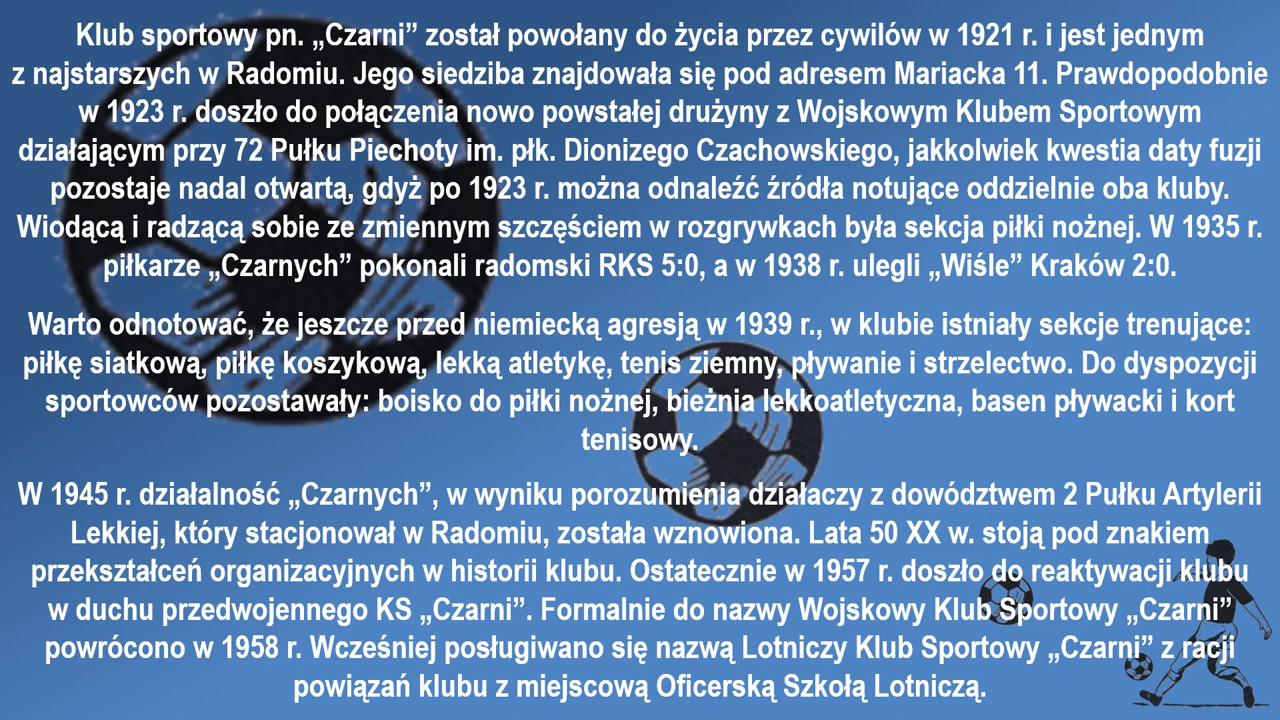 Klub sportowy pn. „Czarni” został powołany do życia przez cywilów w 1921 r. i jest jednym
z najstarszych w Radomiu. Jego siedziba znajdowała się pod adresem Mariacka 11. Prawdopodobnie
w 1923 r. doszło do połączenia nowo powstałej drużyny z Wojskowym Klubem Sportowym
działającym przy 72 Pułku Piechoty im. płk. Dionizego Czachowskiego, jakkolwiek kwestia daty fuzji
pozostaje nadal otwartą, gdyż po 1923 r. można odnaleźć źródła notujące oddzielnie oba kluby.
Wiodącą i radzącą sobie ze zmiennym szczęściem w rozgrywkach była sekcja piłki nożnej. W 1935 r.
piłkarze „Czarnych” pokonali radomski RKS 5:0, a w 1938 r. ulegli „Wiśle” Kraków 2:0.
Warto odnotować, że jeszcze przed niemiecką agresją w 1939 r., w klubie istniały sekcje trenujące:
piłkę siatkową, piłkę koszykową, lekką atletykę, tenis ziemny, pływanie i strzelectwo. Do dyspozycji
sportowców pozostawały: boisko do piłki nożnej, bieżnia lekkoatletyczna, basen pływacki i kort
tenisowy.
W 1945 r. działalność „Czarnych”, w wyniku porozumienia działaczy z dowództwem 2 Pułku Artylerii
Lekkiej, który stacjonował w Radomiu, została wznowiona. Lata 50 XX w. stoją pod znakiem
przekształceń organizacyjnych w historii klubu. Ostatecznie w 1957 r. doszło do reaktywacji klubu
w duchu przedwojennego KS „Czarni”. Formalnie do nazwy Wojskowy Klub Sportowy „Czarni”
powrócono w 1958 r. Wcześniej posługiwano się nazwą Lotniczy Klub Sportowy „Czarni” z racji
powiązań klubu z miejscową Oficerską Szkołą Lotniczą.